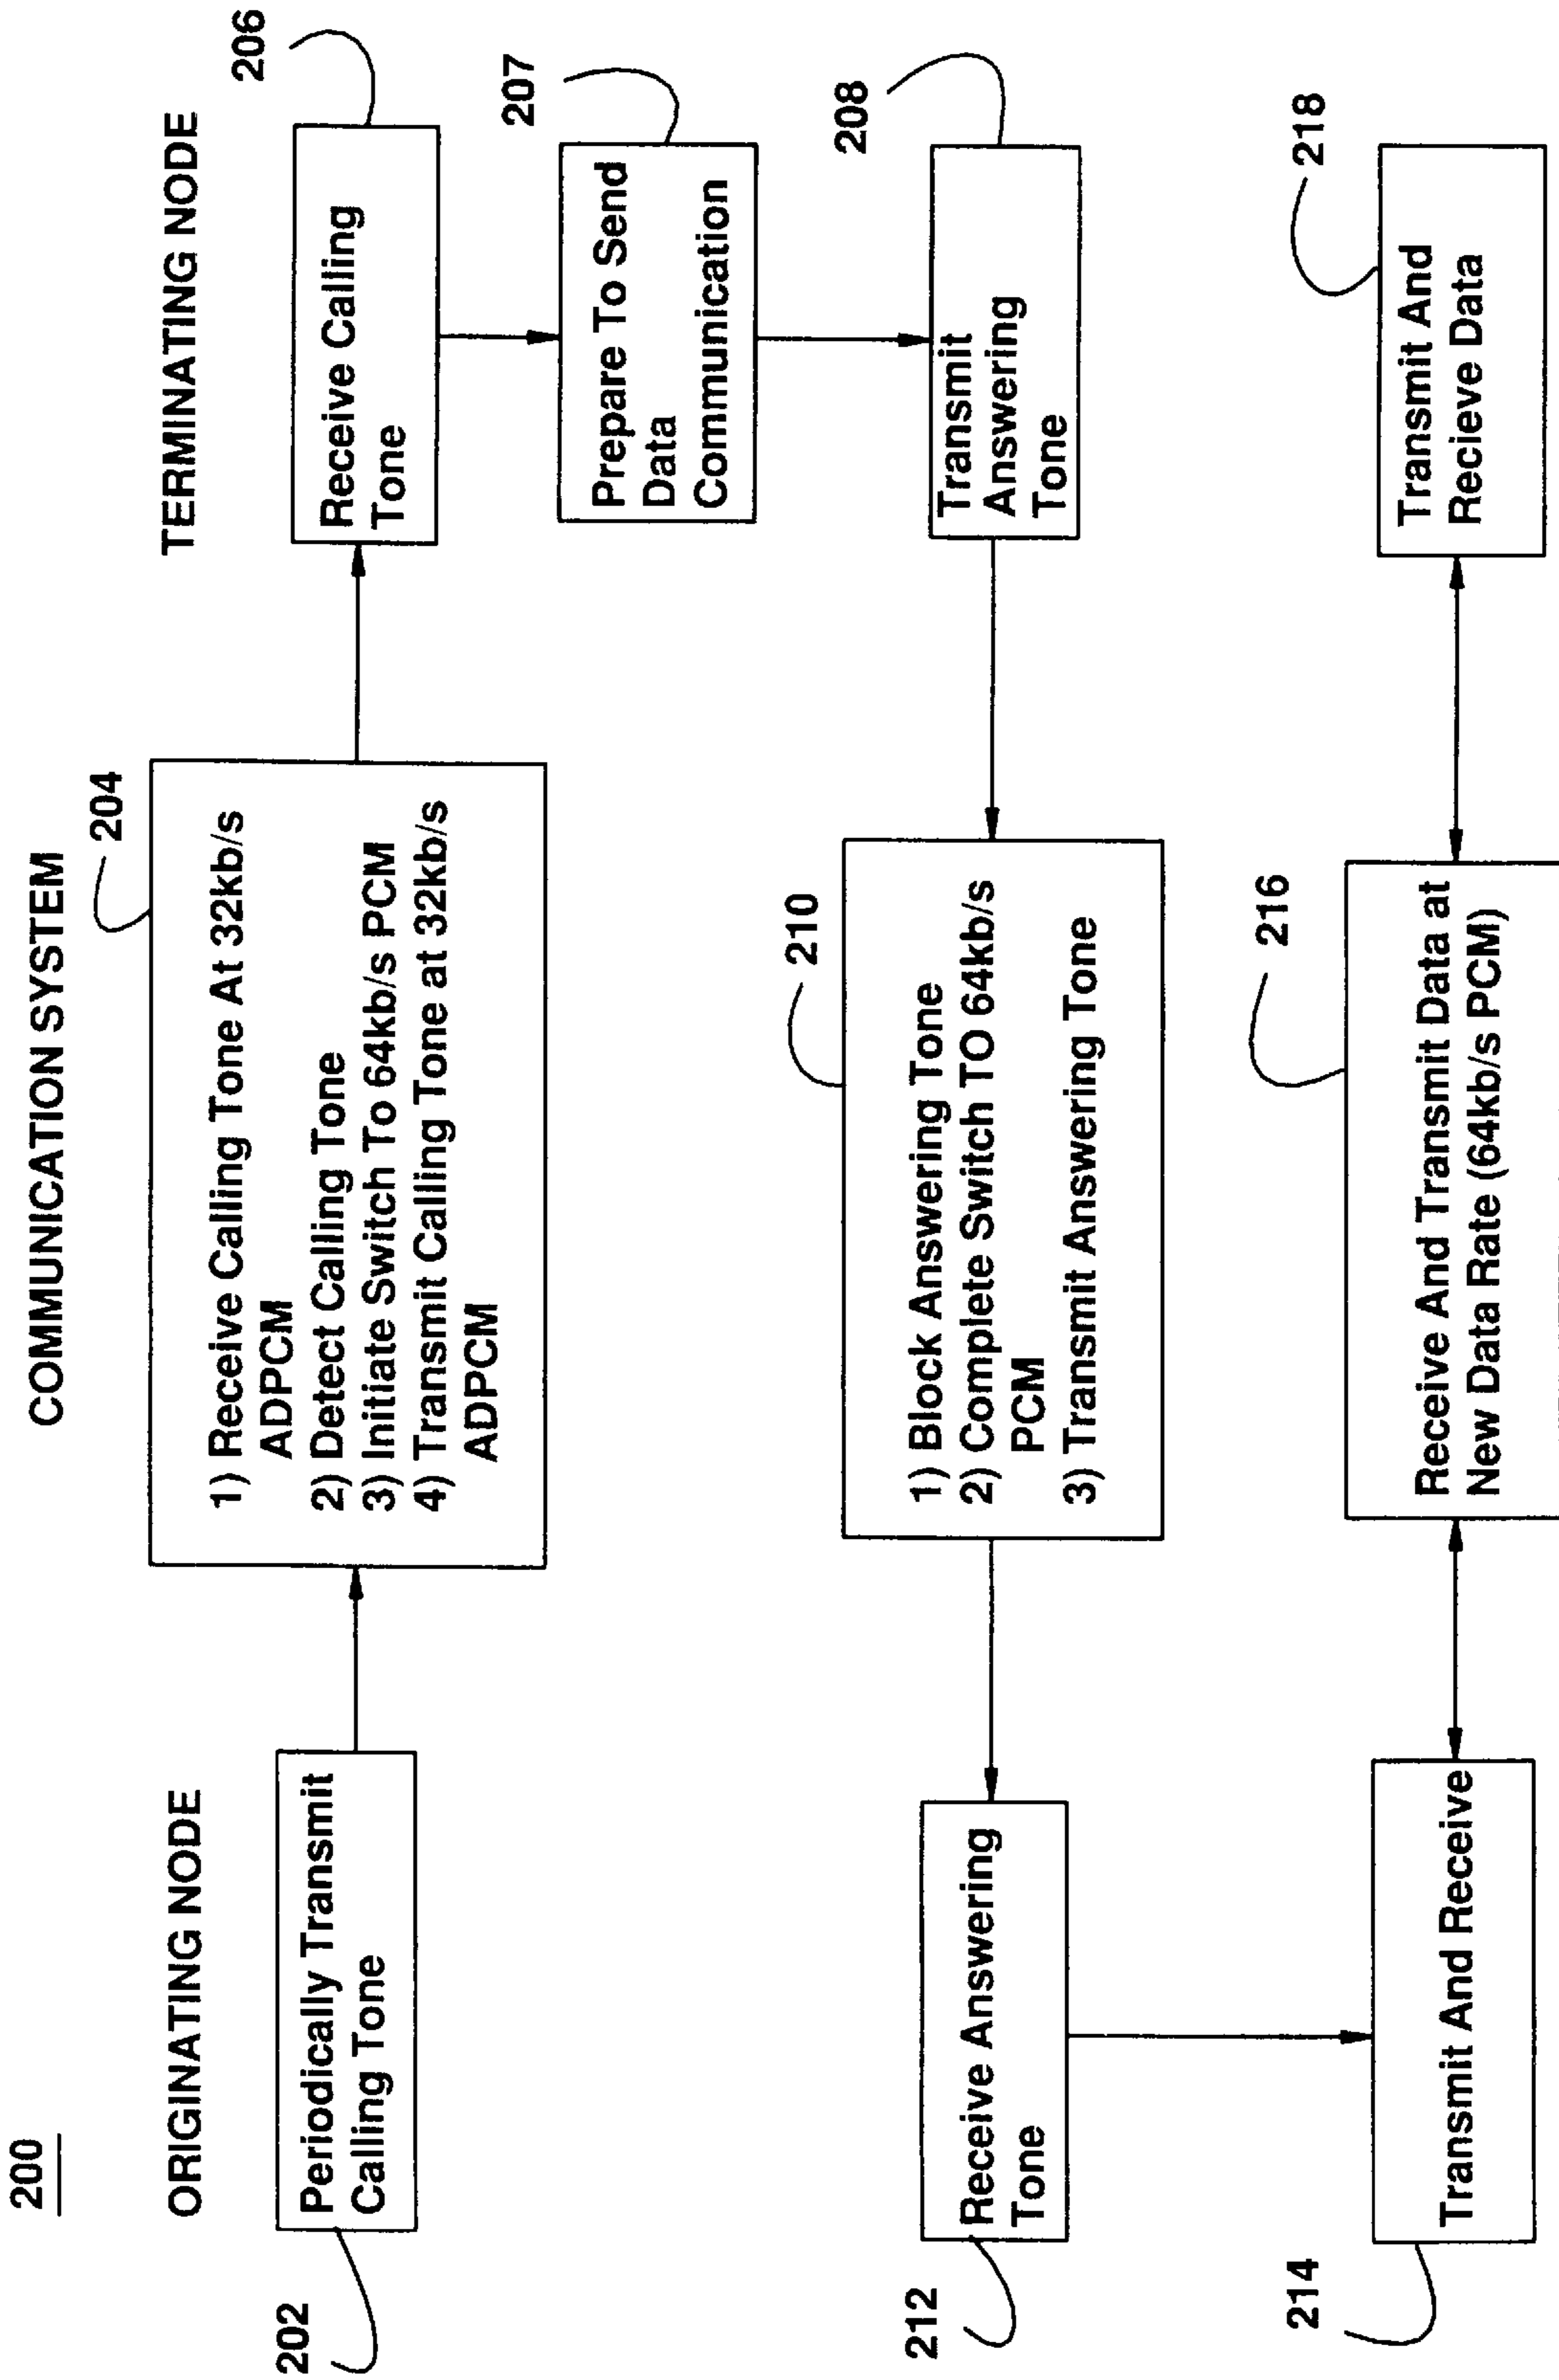 200
ORIGINATING NODE
COMMUNICATION SYSTEM
TERMINATING NODE
202
Periodically Transmit
Calling Tone
204
1) Receive Calling Tone At 32kb/s
ADPCM
2) Detect Calling Tone
3) Initiate Switch To 64kb/s PCM
4) Transmit Calling Tone at 32kb/s
ADPCM
206
Receive Calling
Tone
207
Prepare To Send
Data
Communication
208
Transmit
Answering
Tone
210
1) Block Answering Tone
2) Complete Switch TO 64kb/s
PCM
3) Transmit Answering Tone
212
Receive Answering
Tone
214
Transmit And Receive
216
Receive And Transmit Data at
New Data Rate (64kb/s PCM)
218
Transmit And
Recieve Data